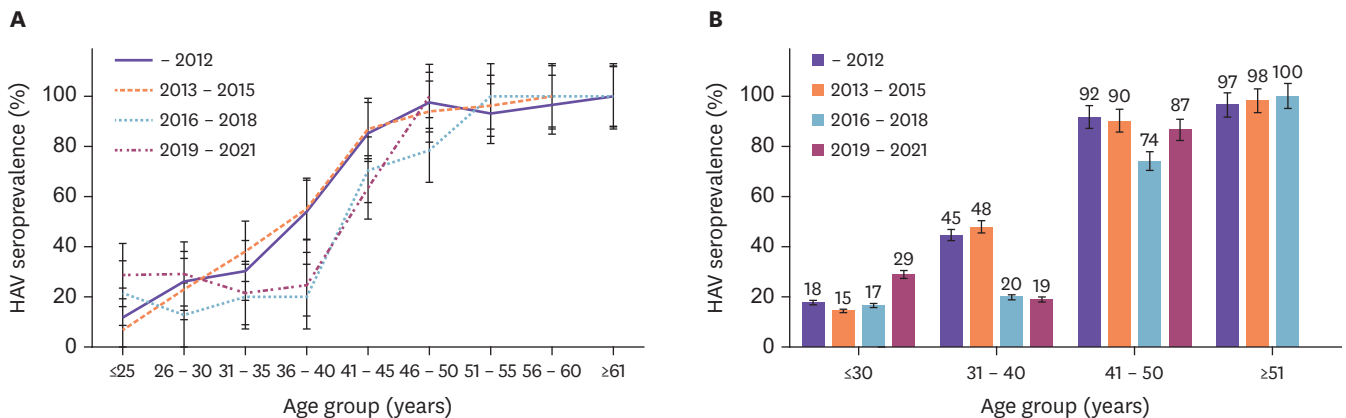 A
– 2012
2013 – 2015
2016 – 2018
2019 – 2021
HAV seroprevalence (%)
100
80
60
40
20
0
≤25 26 – 30 31 – 35 36 – 40 41 – 45 46 – 50 51 – 55 56 – 60 ≥61
Age group (years)
B
– 2012
2013 – 2015
2016 – 2018
2019 – 2021
HAV seroprevalence (%)
100
80
60
40
20
0
18 15 17 29
45 48 20 19
92 90 74 87
97 98 100
≤30 31 – 40 41 – 50 ≥51
Age group (years)